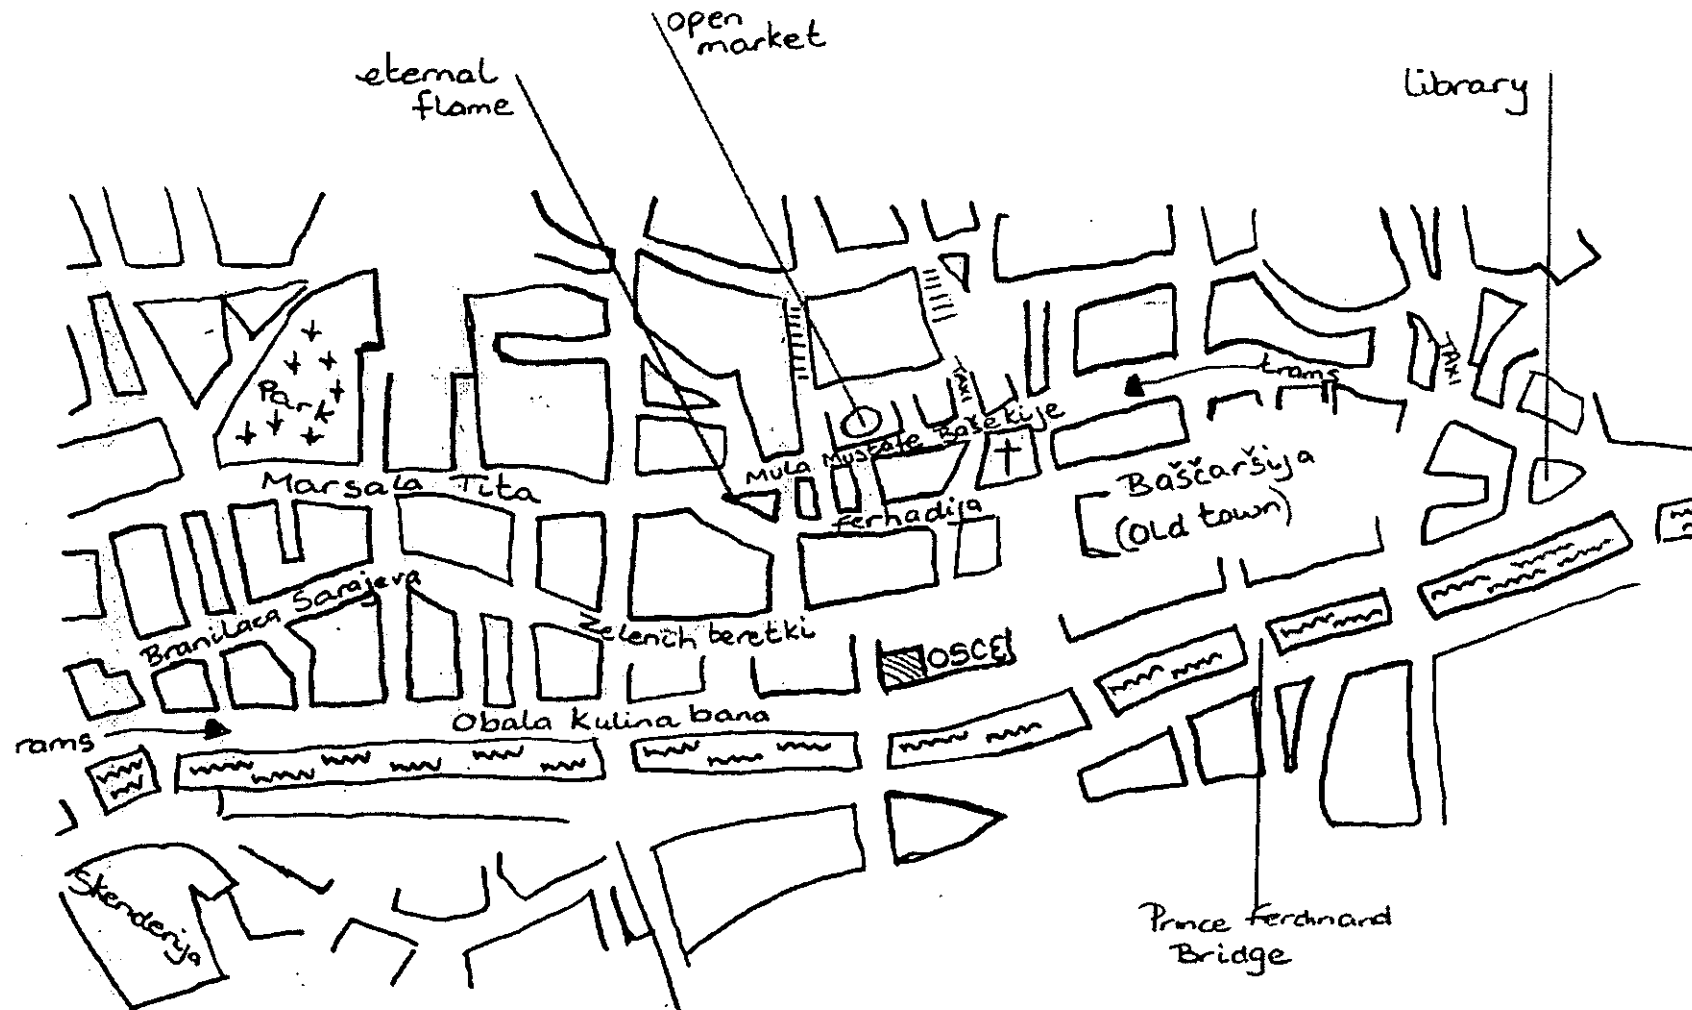 open
market
eternal
flame
library
TAXI
TAXI
trams
Park
Mula Mustafe Bašekije
Marsala Tita
Baščaršija
(Old town)
ferhadija
Branilaca Sarajeva
Zelenih beretki
OSCE
Obala Kulina bana
rams
Skenderija
Prince Ferdinand
Bridge